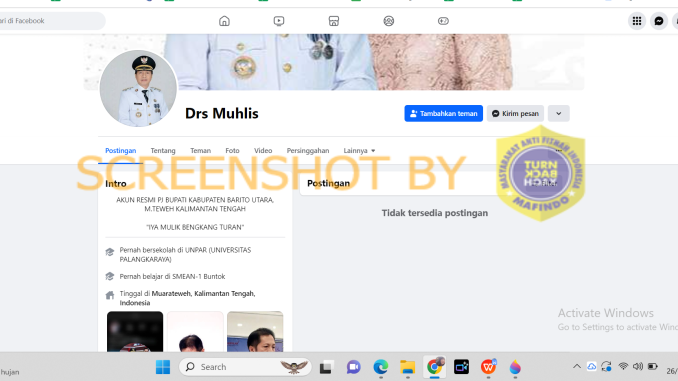 ari di Facebook
Drs Muhlis
Tambahkan teman
Kirim pesan
Postingan Tentang Teman Foto Video Persinggahan Lainnya
SCREENSHOT BY
MASYARAKAT ANTI FITNAH INDONESIA
TURN
BACK
HOAX
MAFINDO
Intro
AKUN RESMI PJ BUPATI KABUPATEN BARITO UTARA,
M.TEWEH KALIMANTAN TENGAH
"IYA MULIK BENGKANG TURAN"
Pernah bersekolah di UNPAR (UNIVERSITAS
PALANGKARAYA)
Pernah belajar di SMEAN-1 Buntok
Tinggal di Muarateweh, Kalimantan Tengah,
Indonesia
Postingan
Tidak tersedia postingan
Activate Windows
Go to Settings to activate Wind
hujan
Search
26/